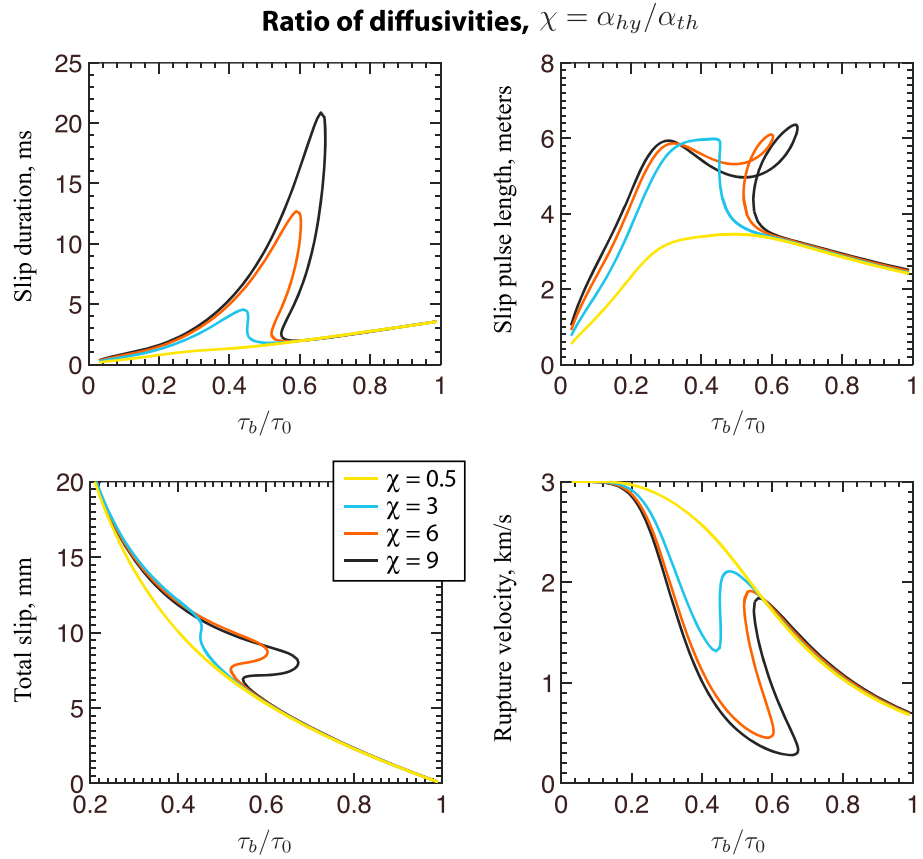 Ratio of diffusivities, χ = α_hy/α_th
Slip duration, ms
25
20
15
10
5
0
0 0.2 0.4 0.6 0.8 1
τ_b/τ_0
Slip pulse length, meters
8
6
4
2
0
0 0.2 0.4 0.6 0.8 1
τ_b/τ_0
Total slip, mm
20
15
10
5
0
0.2 0.4 0.6 0.8 1
τ_b/τ_0
χ = 0.5
χ = 3
χ = 6
χ = 9
Rupture velocity, km/s
3
2
1
0
0 0.2 0.4 0.6 0.8 1
τ_b/τ_0